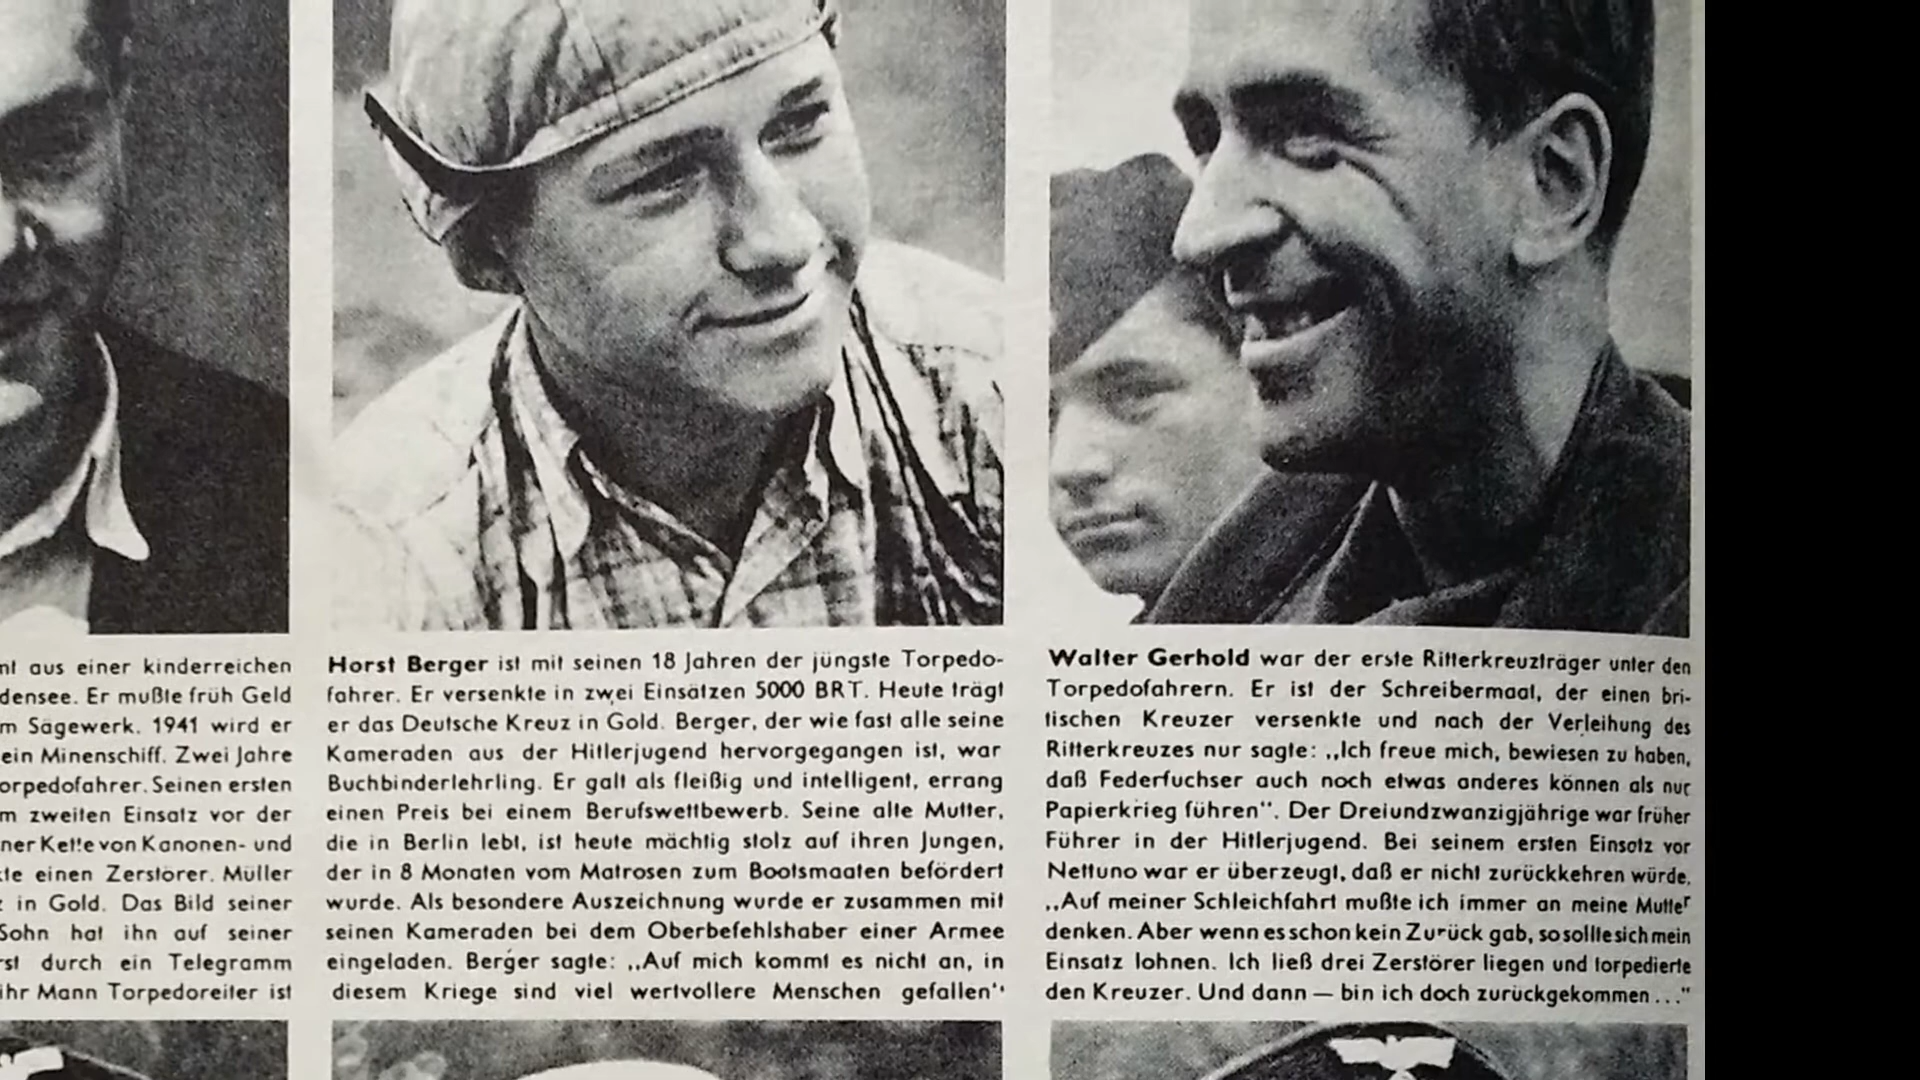 nt aus einer kinderreichen
densee. Er mußte früh Geld
m Sägewerk. 1941 wird er
ein Minenschiff. Zwei Jahre
orpedofahrer. Seinen ersten
m zweiten Einsatz vor der
ner Kette von Kanonen- und
te einen Zerstörer. Müller
in Gold. Das Bild seiner
Sohn hat ihn auf seiner
rst durch ein Telegramm
ihr Mann Torpedoreiter ist
Horst Berger ist mit seinen 18 Jahren der jüngste Torpedo-
fahrer. Er versenkte in zwei Einsätzen 5000 BRT. Heute trägt
er das Deutsche Kreuz in Gold. Berger, der wie fast alle seine
Kameraden aus der Hitlerjugend hervorgegangen ist, war
Buchbinderlehrling. Er galt als fleißig und intelligent, errang
einen Preis bei einem Berufswettbewerb. Seine alte Mutter,
die in Berlin lebt, ist heute mächtig stolz auf ihren Jungen,
der in 8 Monaten vom Matrosen zum Bootsmaaten befördert
wurde. Als besondere Auszeichnung wurde er zusammen mit
seinen Kameraden bei dem Oberbefehlshaber einer Armee
eingeladen. Berger sagte: „Auf mich kommt es nicht an, in
diesem Kriege sind viel wertvollere Menschen gefallen“
Walter Gerhold war der erste Ritterkreuzträger unter den
Torpedofahrern. Er ist der Schreibermaat, der einen bri-
tischen Kreuzer versenkte und nach der Verleihung des
Ritterkreuzes nur sagte: „Ich freue mich, bewiesen zu haben,
daß Federfuchser auch noch etwas anderes können als nur
Papierkrieg führen“. Der Dreiundzwanzigjährige war früher
Führer in der Hitlerjugend. Bei seinem ersten Einsatz vor
Nettuno war er überzeugt, daß er nicht zurückkehren würde.
„Auf meiner Schleichfahrt mußte ich immer an meine Mutter
denken. Aber wenn es schon kein Zurück gab, so sollte sich mein
Einsatz lohnen. Ich ließ drei Zerstörer liegen und torpedierte
den Kreuzer. Und dann — bin ich doch zurückgekommen ...“